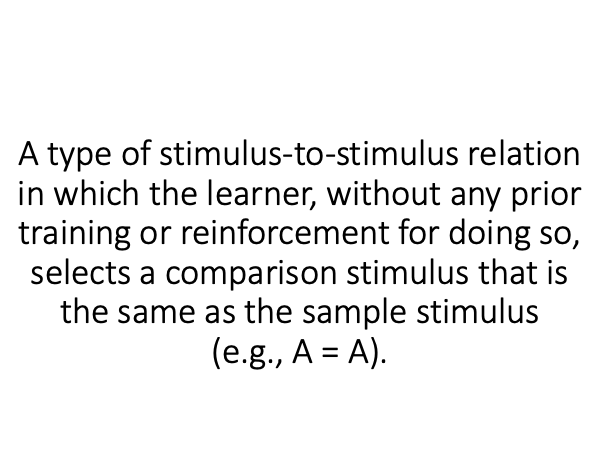 A type of stimulus-to-stimulus relation
in which the learner, without any prior
training or reinforcement for doing so,
selects a comparison stimulus that is
the same as the sample stimulus
(e.g., A = A).